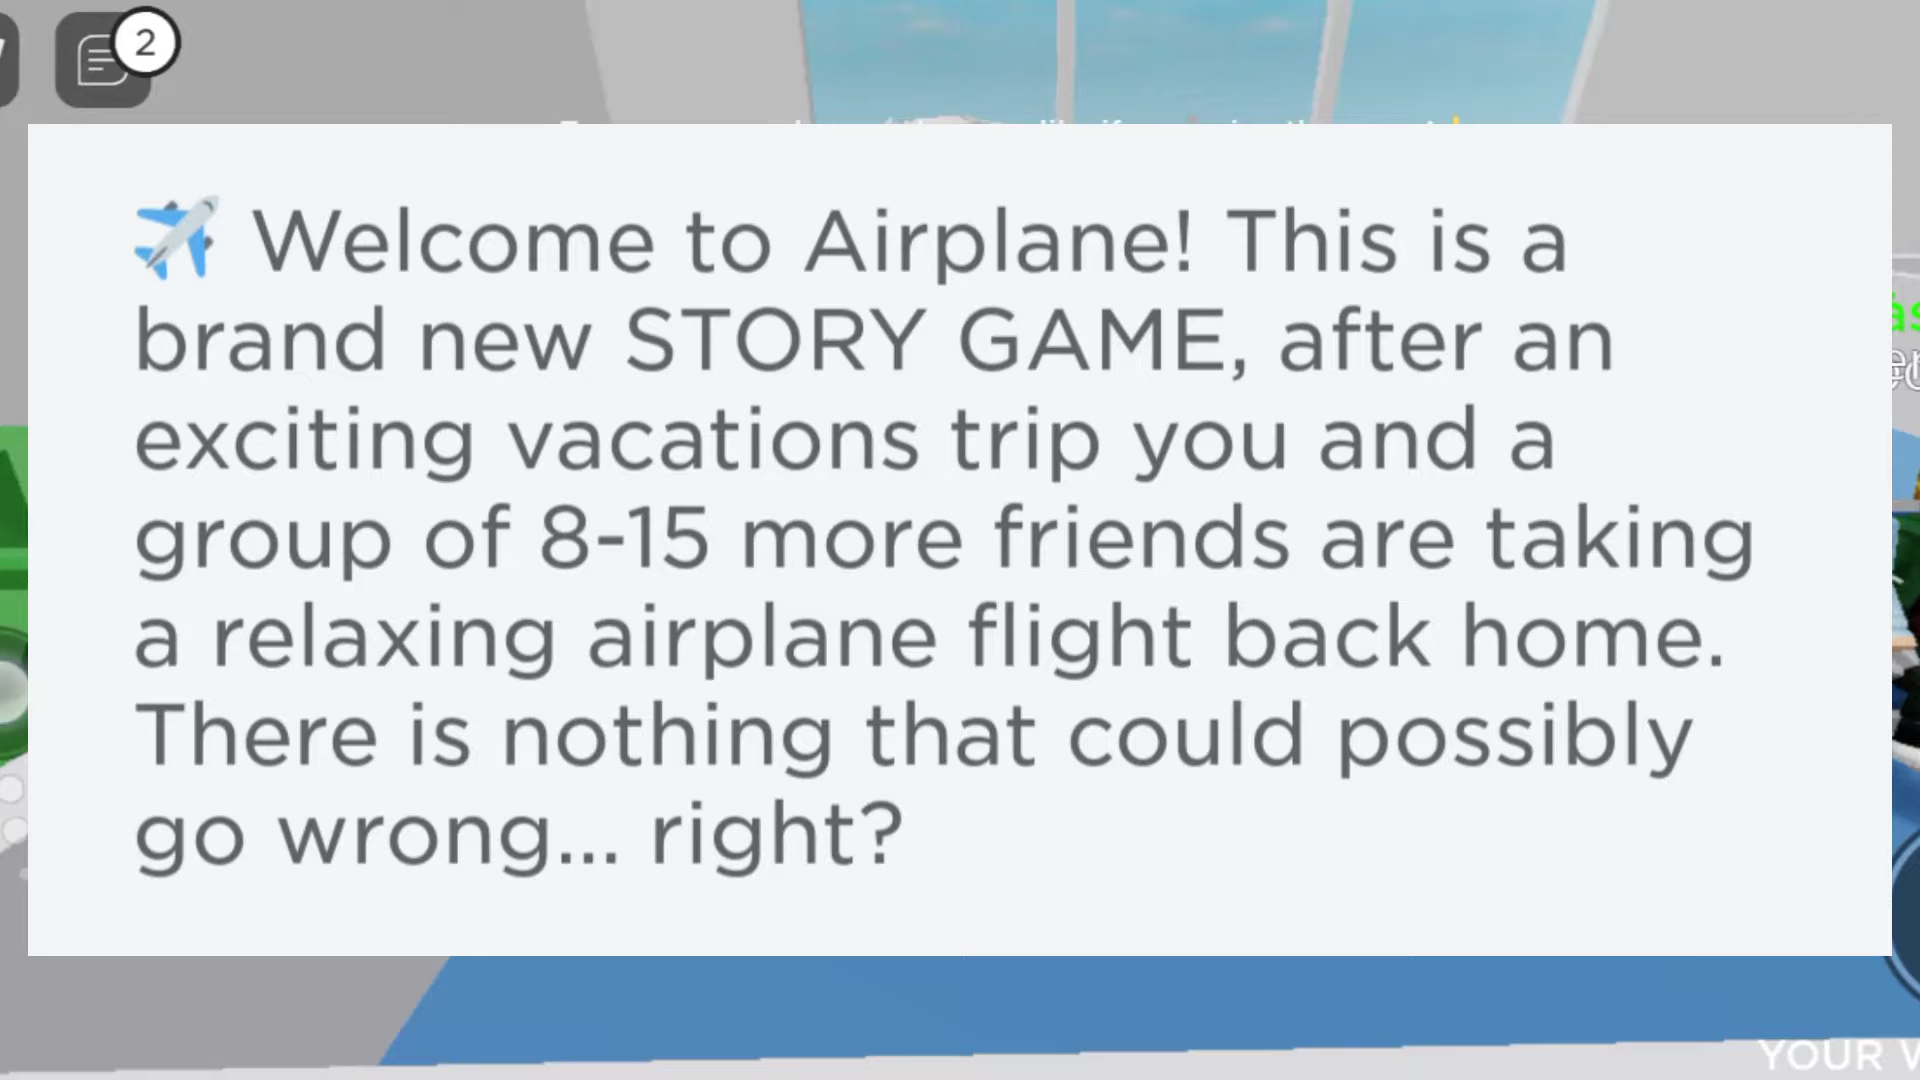 2
✈️ Welcome to Airplane! This is a
brand new STORY GAME, after an
exciting vacations trip you and a
group of 8-15 more friends are taking
a relaxing airplane flight back home.
There is nothing that could possibly
go wrong... right?
YOUR